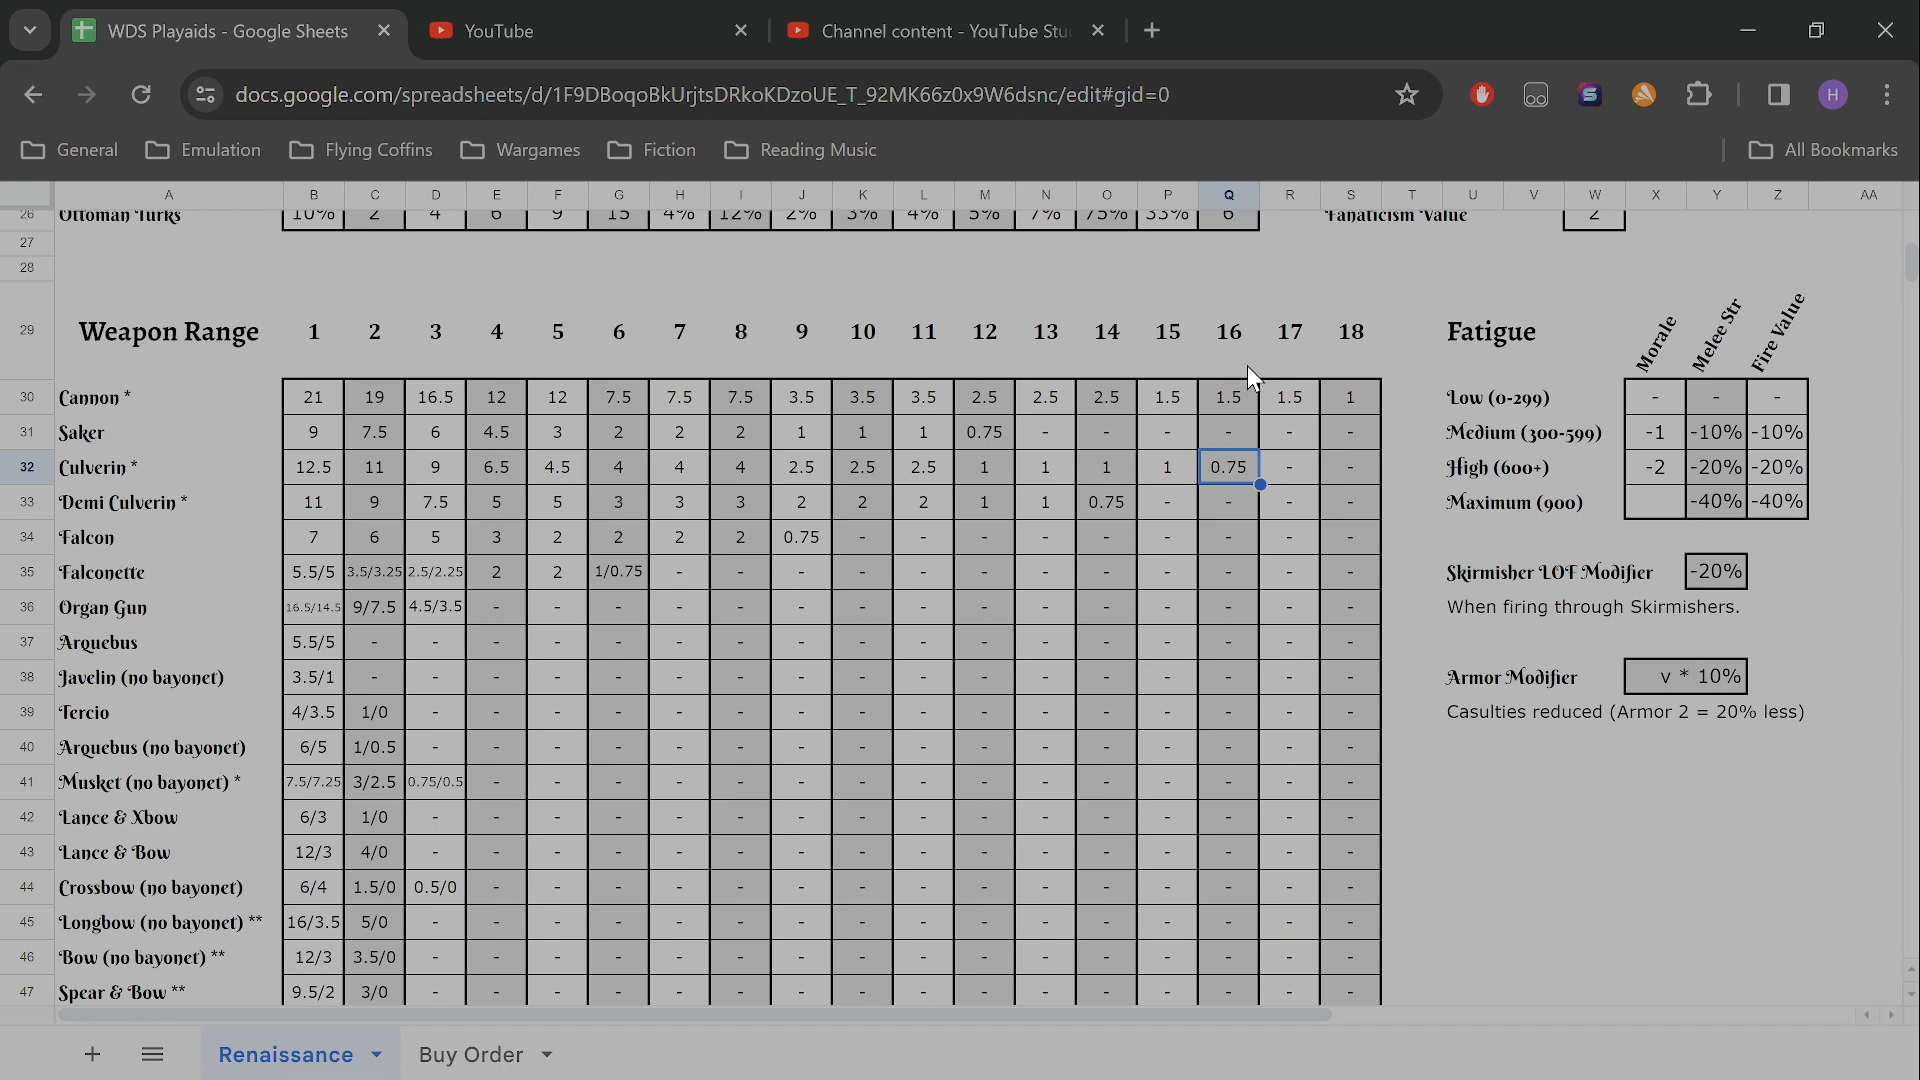 WDS Playaids - Google Sheets
YouTube
Channel content - YouTube Stu
docs.google.com/spreadsheets/d/1F9DBoqoBkUrjtsDRkoKDzoUE_T_92MK66z0x9W6dsnc/edit#gid=0
H
General Emulation Flying Coffins Wargames Fiction Reading Music All Bookmarks
A B C D E F G H I J K L M N O P Q R S T U V W X Y Z AA
26 Ottoman Turks 10% 2 4 6 9 15 4% 12% 2% 3% 4% 5% 7% 75% 33% 6 Fanaticism Value 2
27
28
29 Weapon Range 1 2 3 4 5 6 7 8 9 10 11 12 13 14 15 16 17 18 Fatigue Morale Melee Str Fire Value
30 Cannon * 21 19 16.5 12 12 7.5 7.5 7.5 3.5 3.5 3.5 2.5 2.5 2.5 1.5 1.5 1.5 1 Low (0-299) - - -
31 Saker 9 7.5 6 4.5 3 2 2 2 1 1 1 0.75 - - - - - - Medium (300-599) -1 -10% -10%
32 Culverin * 12.5 11 9 6.5 4.5 4 4 4 2.5 2.5 2.5 1 1 1 1 0.75 - - High (600+) -2 -20% -20%
33 Demi Culverin * 11 9 7.5 5 5 3 3 3 2 2 2 1 1 0.75 - - - - Maximum (900) -40% -40%
34 Falcon 7 6 5 3 2 2 2 2 0.75 - - - - - - - - -
35 Falconette 5.5/5 3.5/3.25 2.5/2.25 2 2 1/0.75 - - - - - - - - - - - - Skirmisher LOF Modifier -20%
36 Organ Gun 16.5/14.5 9/7.5 4.5/3.5 - - - - - - - - - - - - - - - When firing through Skirmishers.
37 Arquebus 5.5/5 - - - - - - - - - - - - - - - - -
38 Javelin (no bayonet) 3.5/1 - - - - - - - - - - - - - - - - - Armor Modifier v * 10%
39 Tercio 4/3.5 1/0 - - - - - - - - - - - - - - - - Casulties reduced (Armor 2 = 20% less)
40 Arquebus (no bayonet) 6/5 1/0.5 - - - - - - - - - - - - - - - -
41 Musket (no bayonet) * 7.5/7.25 3/2.5 0.75/0.5 - - - - - - - - - - - - - - -
42 Lance & Xbow 6/3 1/0 - - - - - - - - - - - - - - - -
43 Lance & Bow 12/3 4/0 - - - - - - - - - - - - - - - -
44 Crossbow (no bayonet) 6/4 1.5/0 0.5/0 - - - - - - - - - - - - - - -
45 Longbow (no bayonet) ** 16/3.5 5/0 - - - - - - - - - - - - - - - -
46 Bow (no bayonet) ** 12/3 3.5/0 - - - - - - - - - - - - - - - -
47 Spear & Bow ** 9.5/2 3/0 - - - - - - - - - - - - - - - -
Renaissance Buy Order